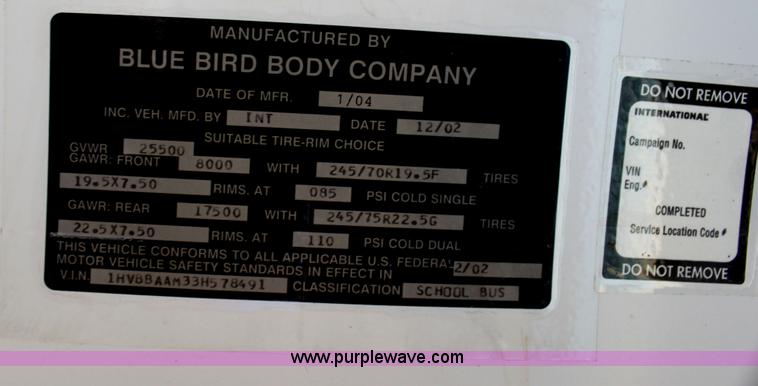 MANUFACTURED BY
BLUE BIRD BODY COMPANY
DATE OF MFR. 1/04
INC. VEH. MFD. BY INT DATE 12/02
SUITABLE TIRE-RIM CHOICE
GVWR 25500
GAWR: FRONT 8000 WITH 245/70R19.5F TIRES
19.5X7.50 RIMS. AT 085 PSI COLD SINGLE
GAWR: REAR 17500 WITH 245/75R22.5G TIRES
22.5X7.50 RIMS. AT 110 PSI COLD DUAL
THIS VEHICLE CONFORMS TO ALL APPLICABLE U.S. FEDERAL
MOTOR VEHICLE SAFETY STANDARDS IN EFFECT IN 2/02
V.I.N. 1HVBBAAM33H578491 CLASSIFICATION SCHOOL BUS
DO NOT REMOVE
INTERNATIONAL
Campaign No.
VIN
Eng.#
COMPLETED
Service Location Code #
DO NOT REMOVE
www.purplewave.com